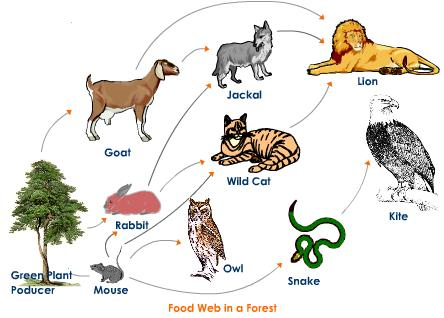 Lion
Jackal
Goat
Wild Cat
Kite
Rabbit
Owl
Snake
Green Plant
Poducer
Mouse
Food Web in a Forest